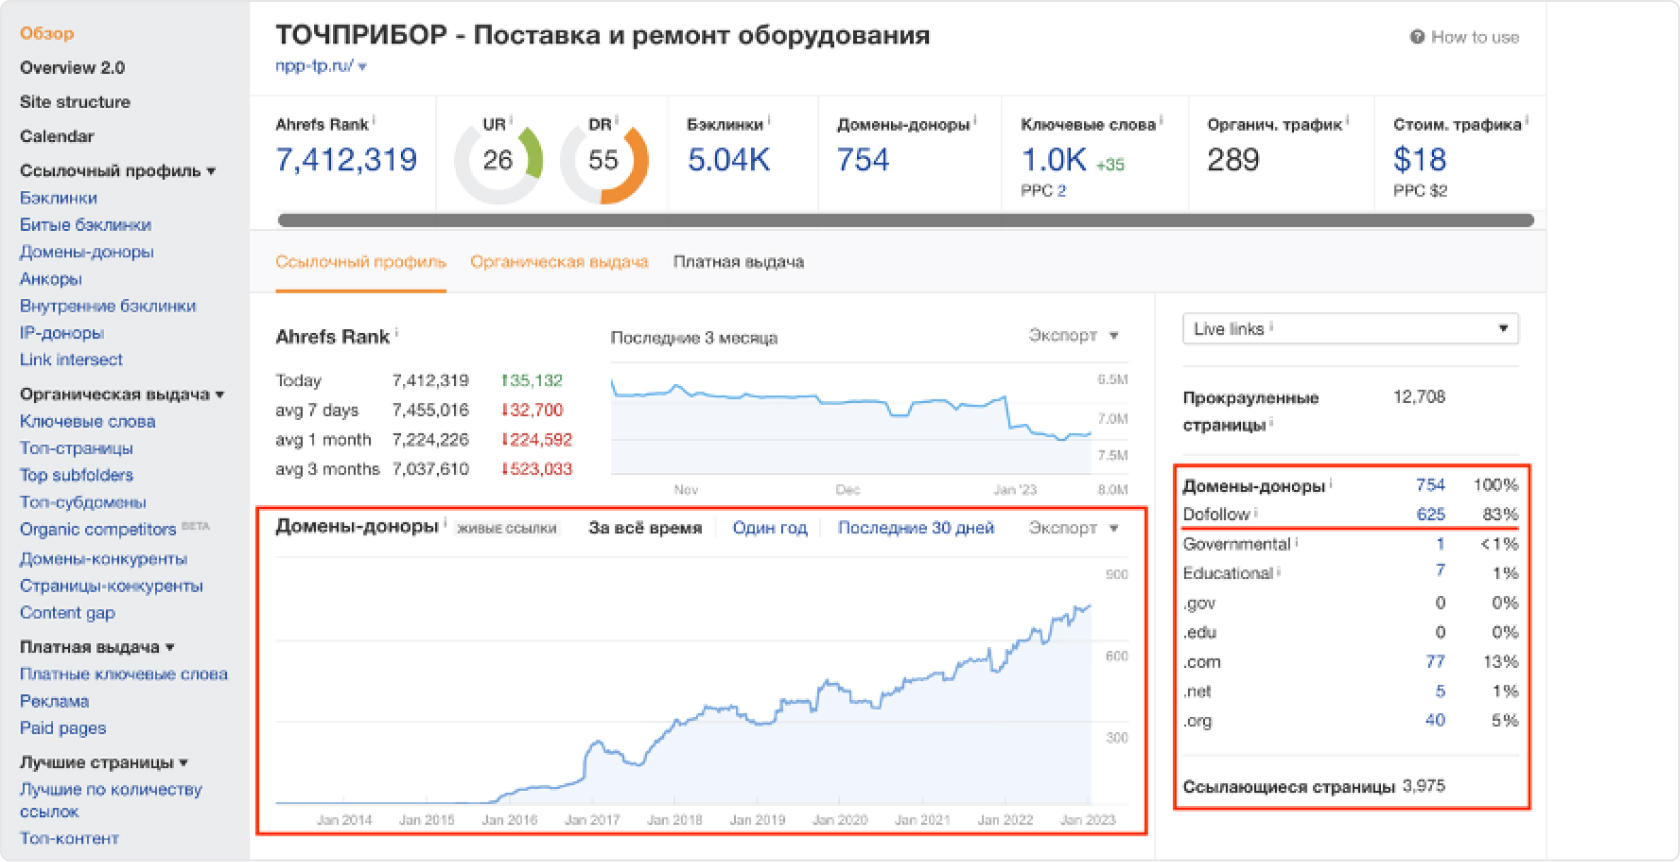 Обзор
Overview 2.0
Site structure
Calendar
Ссылочный профиль ▾
Бэклинки
Битые бэклинки
Домены-доноры
Анкоры
Внутренние бэклинки
IP-доноры
Link intersect
Органическая выдача ▾
Ключевые слова
Топ-страницы
Top subfolders
Топ-субдомены
Organic competitors BETA
Домены-конкуренты
Страницы-конкуренты
Content gap
Платная выдача ▾
Платные ключевые слова
Реклама
Paid pages
Лучшие страницы ▾
Лучшие по количеству
ссылок
Топ-контент
ТОЧПРИБОР - Поставка и ремонт оборудования
npp-tp.ru/ ▾
? How to use
Ahrefs Rank i
7,412,319
UR i
26
DR i
55
Бэклинки i
5.04K
Домены-доноры i
754
Ключевые слова i
1.0K +35
PPC 2
Органич. трафик i
289
Стоим. трафика i
$18
PPC $2
Ссылочный профиль Органическая выдача Платная выдача
Ahrefs Rank i
Today 7,412,319 ↑35,132
avg 7 days 7,455,016 ↓32,700
avg 1 month 7,224,226 ↓224,592
avg 3 months 7,037,610 ↓523,033
Последние 3 месяца Экспорт ▾
6.5M
7.0M
7.5M
8.0M
Nov Dec Jan '23
Домены-доноры i живые ссылки За всё время Один год Последние 30 дней Экспорт ▾
900
600
300
Jan 2014 Jan 2015 Jan 2016 Jan 2017 Jan 2018 Jan 2019 Jan 2020 Jan 2021 Jan 2022 Jan 2023
Live links i ▾
Прокрауленные 12,708
страницы i
Домены-доноры i 754 100%
Dofollow i 625 83%
Governmental i 1 <1%
Educational i 7 1%
.gov 0 0%
.edu 0 0%
.com 77 13%
.net 5 1%
.org 40 5%
Ссылающиеся страницы 3,975